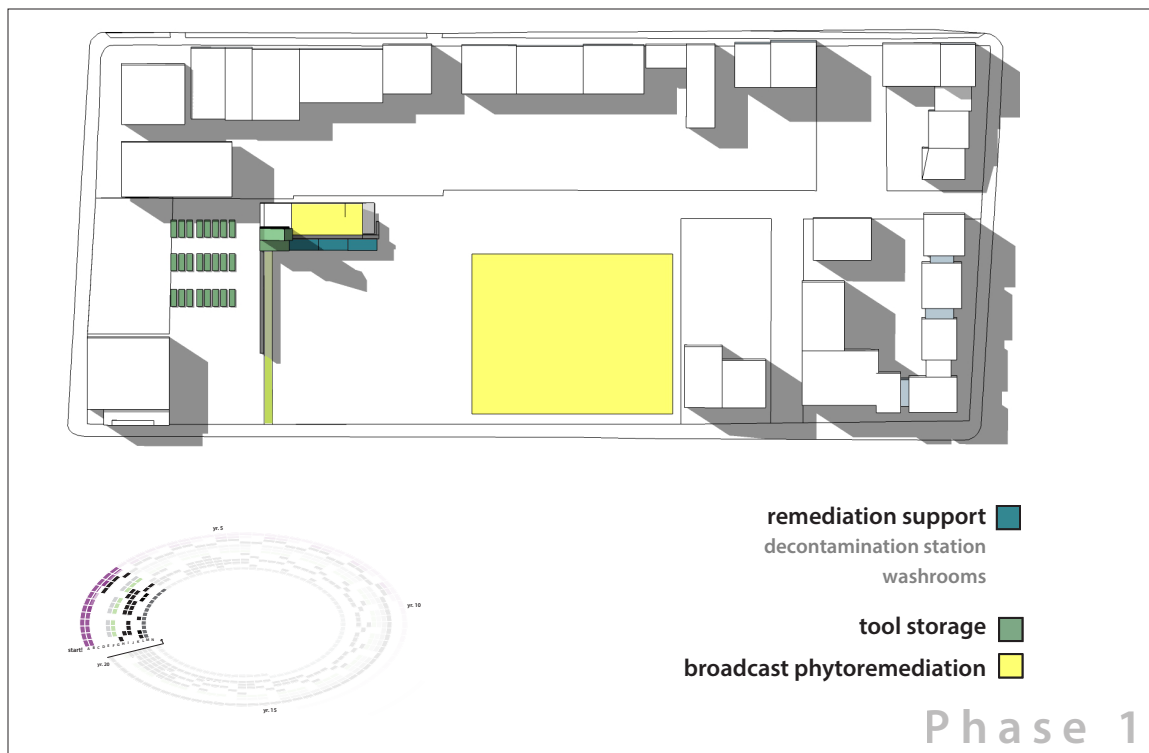 yr. 5
yr. 10
start!
yr. 20
yr. 15
remediation support
decontamination station
washrooms
tool storage
broadcast phytoremediation
Phase 1